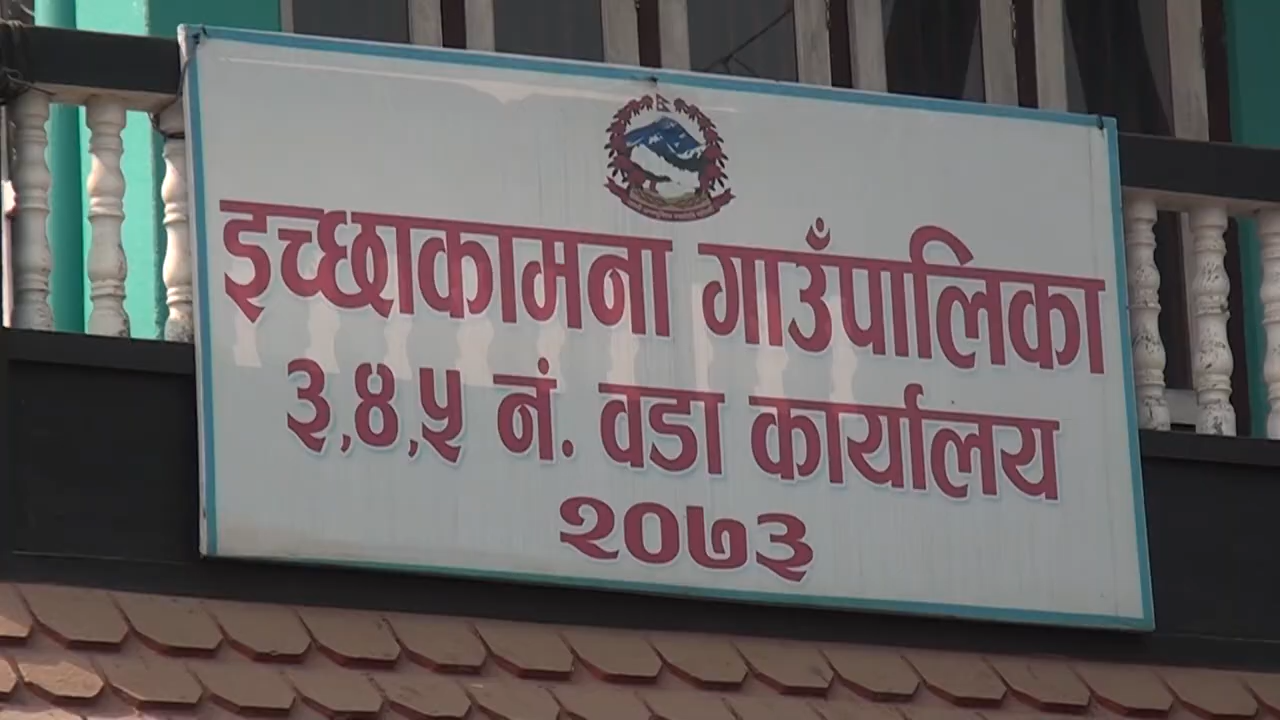 इच्छाकामना गाउँपालिका
३,४,५ नं. वडा कार्यालय
२०७३